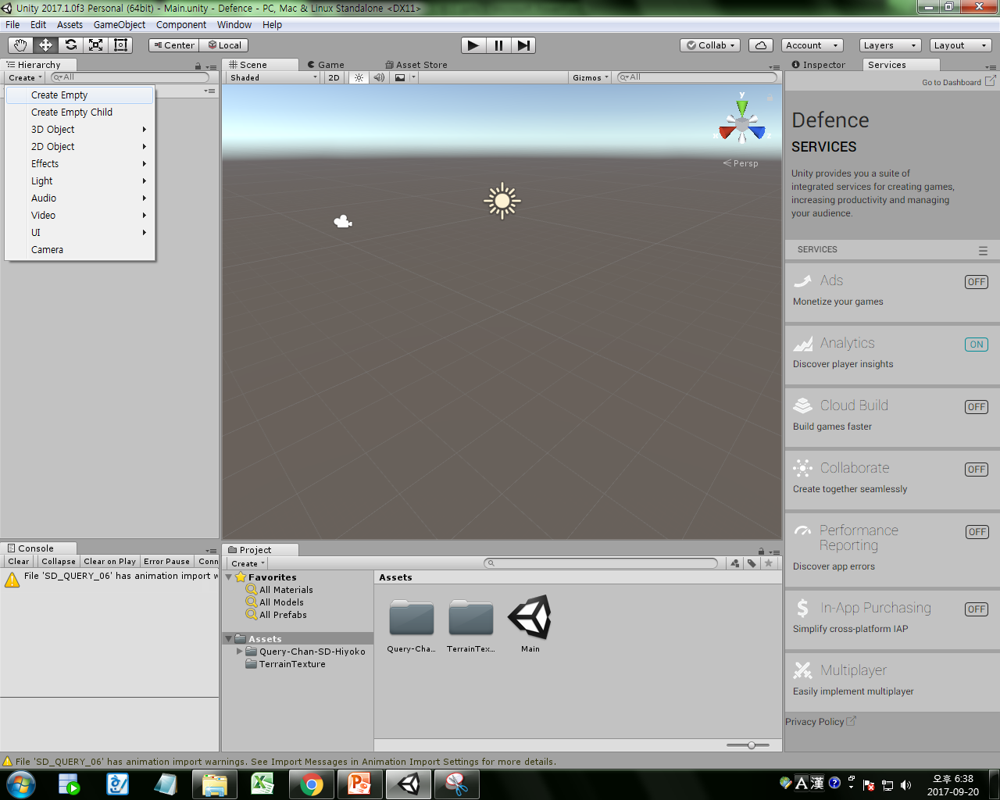 Unity 2017.1.0f3 Personal (64bit) - Main.unity - Defence - PC, Mac & Linux Standalone <DX11>
File Edit Assets GameObject Component Window Help
Center Local Collab Account Layers Layout
Hierarchy
Create All
Create Empty
Create Empty Child
3D Object
2D Object
Effects
Light
Audio
Video
UI
Camera
Scene Game Asset Store
Shaded 2D Gizmos All
y
x z
Persp
Inspector Services
Go to Dashboard
Defence
SERVICES
Unity provides you a suite of
integrated services for creating games,
increasing productivity and managing
your audience.
SERVICES
Ads OFF
Monetize your games
Analytics ON
Discover player insights
Cloud Build OFF
Build games faster
Collaborate OFF
Create together seamlessly
Performance
Reporting OFF
Discover app errors
In-App Purchasing OFF
Simplify cross-platform IAP
Multiplayer
Easily implement multiplayer
Privacy Policy
Console
Clear Collapse Clear on Play Error Pause Conn
File 'SD_QUERY_06' has animation import w
Project
Create
Favorites
All Materials
All Models
All Prefabs
Assets
Query-Chan-SD-Hiyoko
TerrainTexture
Assets
Query-Cha... TerrainTex... Main
File 'SD_QUERY_06' has animation import warnings. See Import Messages in Animation Import Settings for more details.
A 漢
오후 6:38
2017-09-20